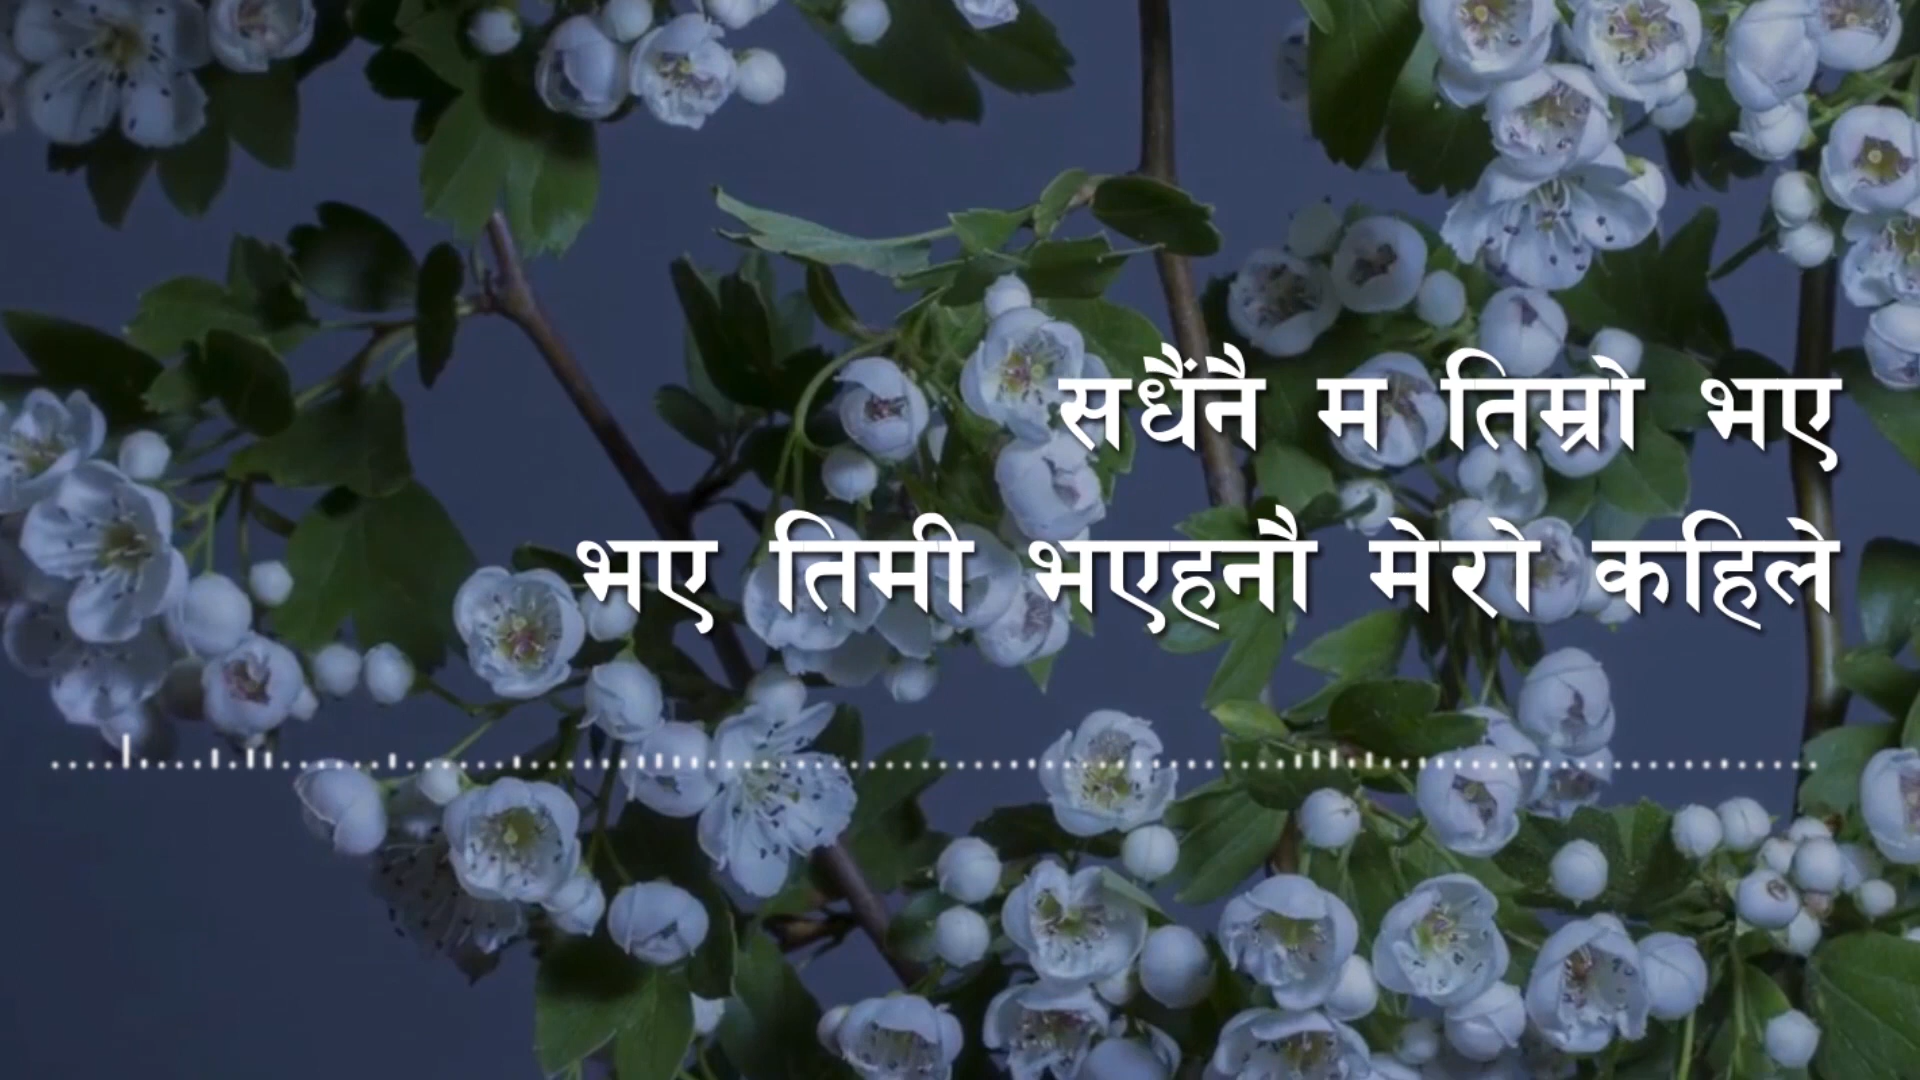 सधैंनै म तिम्रो भए
भए तिमी भएहनौ मेरो कहिले